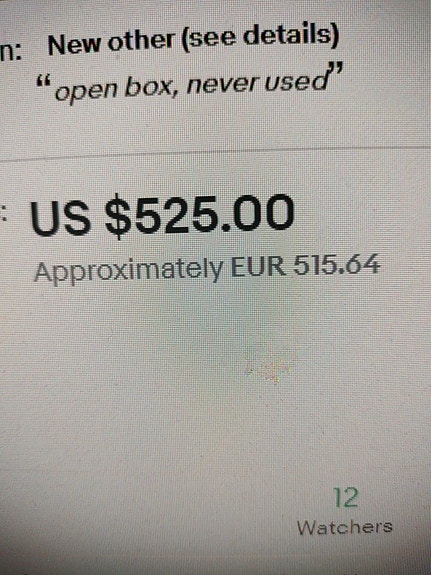 n: New other (see details)
“open box, never used”
: US $525.00
Approximately EUR 515.64
12
Watchers